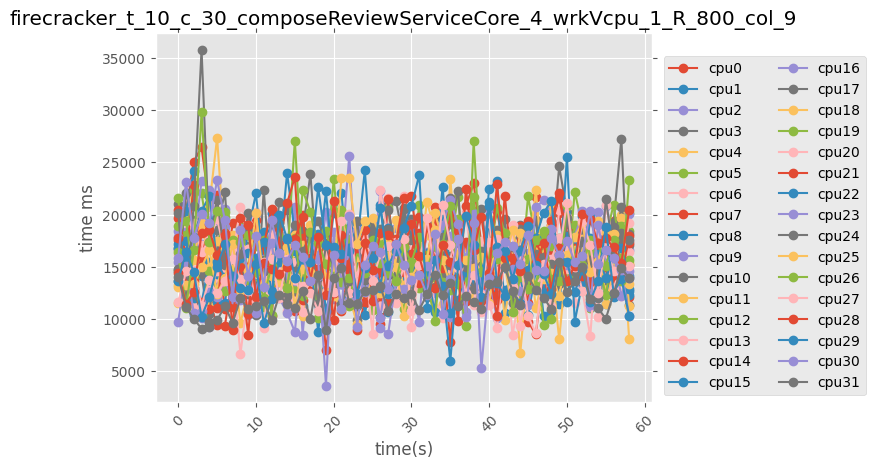 firecracker_t_10_c_30_composeReviewServiceCore_4_wrkVcpu_1_R_800_col_9
35000
30000
25000
20000
15000
10000
5000
time ms
0
10
20
30
40
50
60
time(s)
cpu0
cpu1
cpu2
cpu3
cpu4
cpu5
cpu6
cpu7
cpu8
cpu9
cpu10
cpu11
cpu12
cpu13
cpu14
cpu15
cpu16
cpu17
cpu18
cpu19
cpu20
cpu21
cpu22
cpu23
cpu24
cpu25
cpu26
cpu27
cpu28
cpu29
cpu30
cpu31